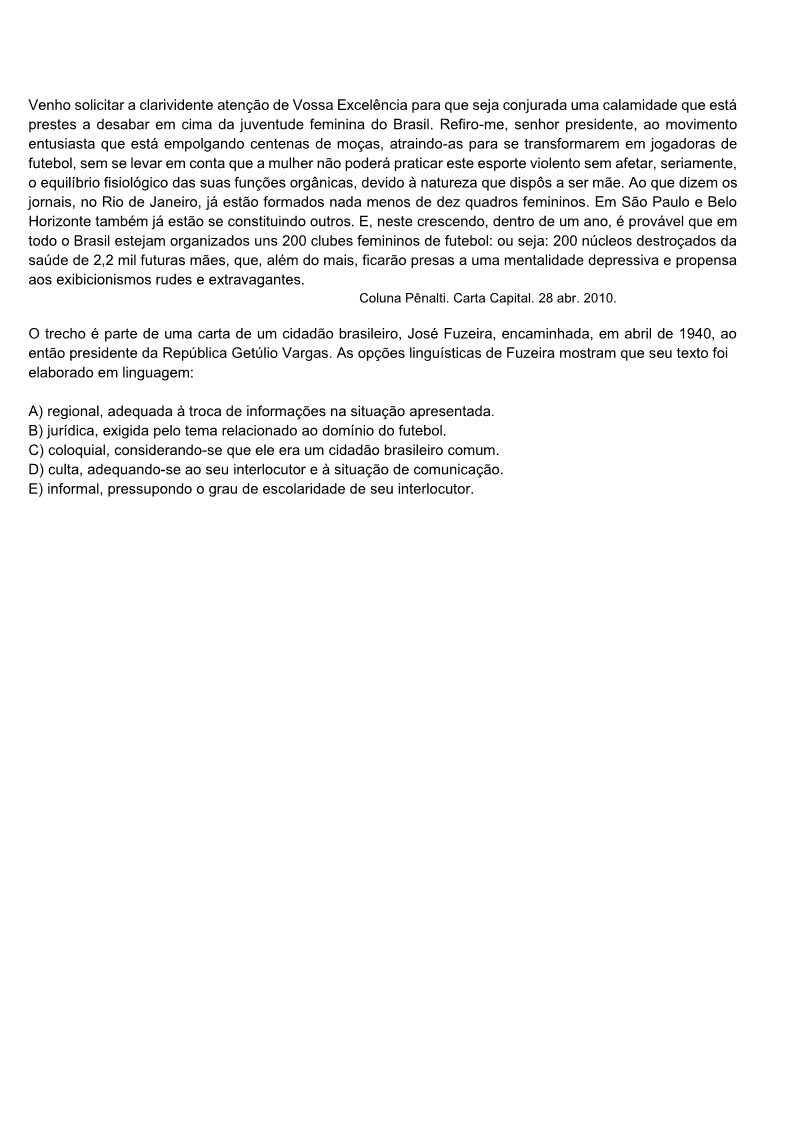 Venho solicitar a clarividente atenção de Vossa Excelência para que seja conjurada uma calamidade que está
prestes a desabar em cima da juventude feminina do Brasil. Refiro-me, senhor presidente, ao movimento
entusiasta que está empolgando centenas de moças, atraindo-as para se transformarem em jogadoras de
futebol, sem se levar em conta que a mulher não poderá praticar este esporte violento sem afetar, seriamente,
o equilíbrio fisiológico das suas funções orgânicas, devido à natureza que dispôs a ser mãe. Ao que dizem os
jornais, no Rio de Janeiro, já estão formados nada menos de dez quadros femininos. Em São Paulo e Belo
Horizonte também já estão se constituindo outros. E, neste crescendo, dentro de um ano, é provável que em
todo o Brasil estejam organizados uns 200 clubes femininos de futebol: ou seja: 200 núcleos destroçados da
saúde de 2,2 mil futuras mães, que, além do mais, ficarão presas a uma mentalidade depressiva e propensa
aos exibicionismos rudes e extravagantes.
Coluna Pênalti. Carta Capital. 28 abr. 2010.
O trecho é parte de uma carta de um cidadão brasileiro, José Fuzeira, encaminhada, em abril de 1940, ao
então presidente da República Getúlio Vargas. As opções linguísticas de Fuzeira mostram que seu texto foi
elaborado em linguagem:
A) regional, adequada à troca de informações na situação apresentada.
B) jurídica, exigida pelo tema relacionado ao domínio do futebol.
C) coloquial, considerando-se que ele era um cidadão brasileiro comum.
D) culta, adequando-se ao seu interlocutor e à situação de comunicação.
E) informal, pressupondo o grau de escolaridade de seu interlocutor.